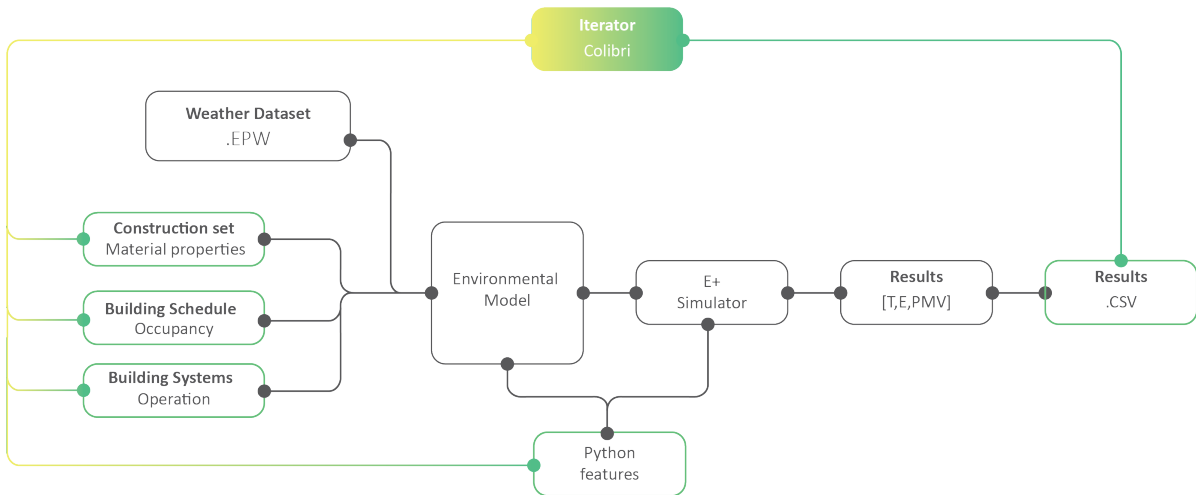 Iterator
Colibri
Weather Dataset
.EPW
Construction set
Material properties
Building Schedule
Occupancy
Building Systems
Operation
Environmental
Model
E+
Simulator
Results
[T,E,PMV]
Results
.CSV
Python
features